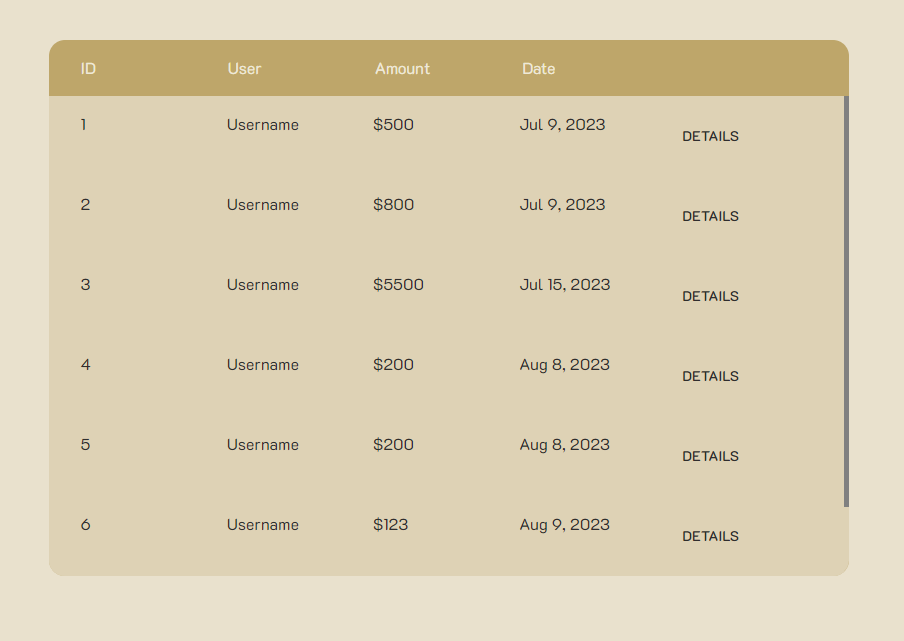 ID User Amount Date
1 Username $500 Jul 9, 2023 DETAILS
2 Username $800 Jul 9, 2023 DETAILS
3 Username $5500 Jul 15, 2023 DETAILS
4 Username $200 Aug 8, 2023 DETAILS
5 Username $200 Aug 8, 2023 DETAILS
6 Username $123 Aug 9, 2023 DETAILS